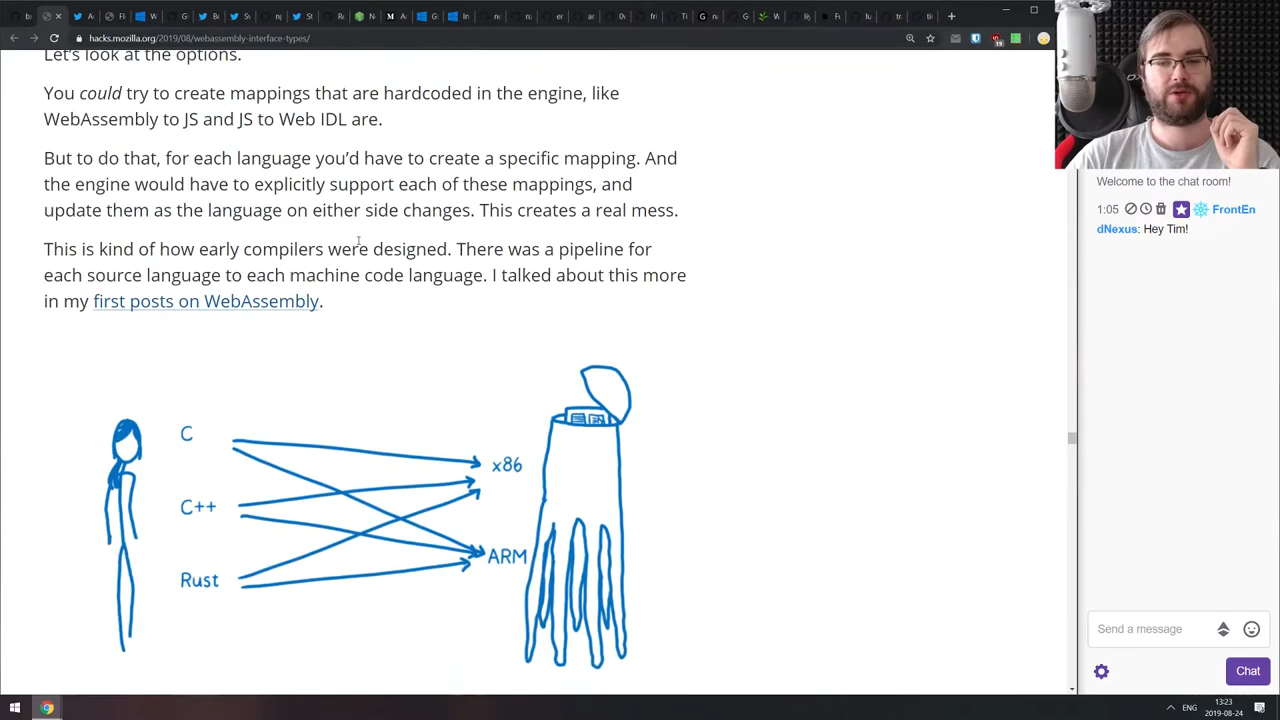 hacks.mozilla.org/2019/08/webassembly-interface-types/
Let's look at the options.
You could try to create mappings that are hardcoded in the engine, like
WebAssembly to JS and JS to Web IDL are.
But to do that, for each language you'd have to create a specific mapping. And
the engine would have to explicitly support each of these mappings, and
update them as the language on either side changes. This creates a real mess.
This is kind of how early compilers were designed. There was a pipeline for
each source language to each machine code language. I talked about this more
in my first posts on WebAssembly.
C
C++
Rust
x86
ARM
Welcome to the chat room!
1:05 FrontEn
dNexus: Hey Tim!
Send a message
Chat
ENG
13:23
2019-08-24